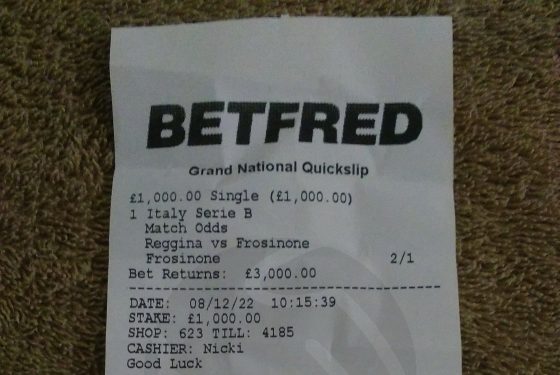 BETFRED
Grand National Quickslip
£1,000.00 Single (£1,000.00)
1 Italy Serie B
Match Odds
Reggina vs Frosinone
Frosinone 2/1
Bet Returns: £3,000.00
--------------------------------------------
DATE: 08/12/22 10:15:39
STAKE: £1,000.00
SHOP: 623 TILL: 4185
CASHIER: Nicki
Good Luck